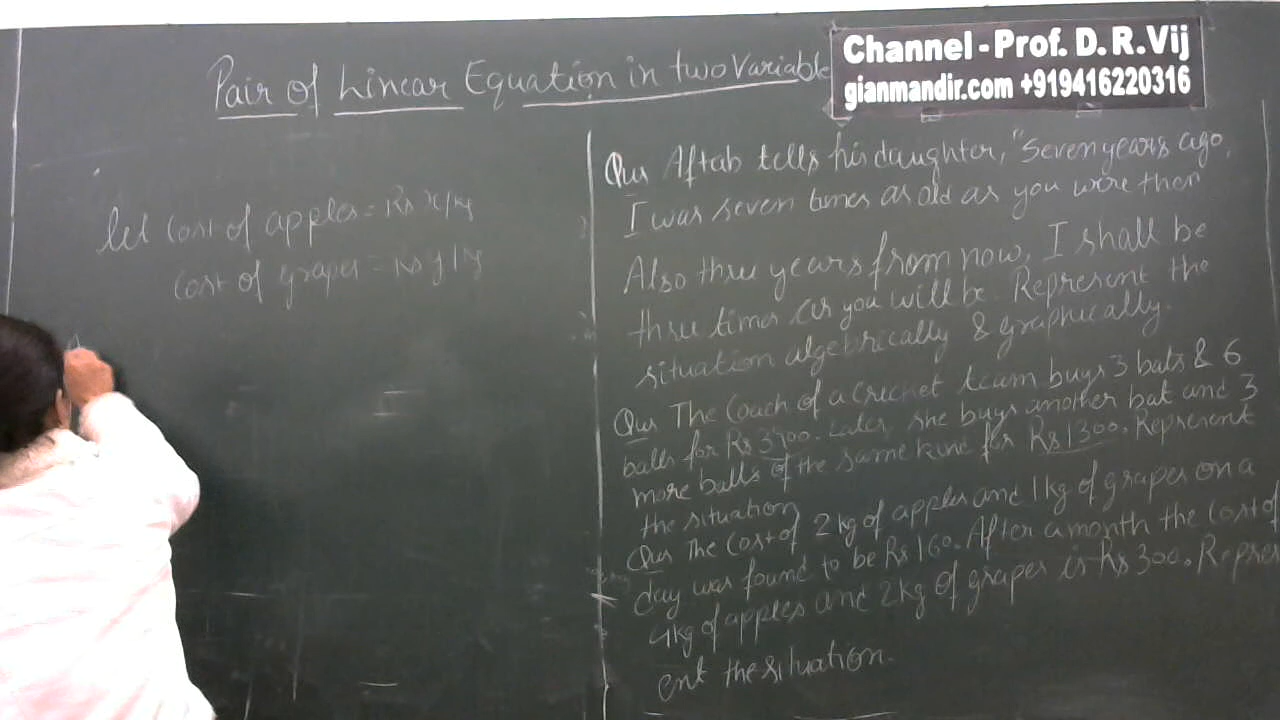 Pair of Linear Equation in two Variable
Channel - Prof. D. R. Vij
gianmandir.com +919416220316
let Cost of apples = Rs x/kg
Cost of grapes = Rs y/kg
Que Aftab tells his daughter, "Seven years ago,
I was seven times as old as you were then
Also three years from now, I shall be
three times as you will be. Represent the
situation algebrically & graphically.
Que The Coach of a cricket team buys 3 bats & 6
balls for Rs 3900. Later, she buys another bat and 3
more balls of the same kind for Rs 1300. Represent
the situation
Que The Cost of 2 kg of apples and 1 kg of grapes on a
day was found to be Rs 160. After a month the Cost of
4kg of apples and 2kg of grapes is Rs 300. Repres
ent the situation.